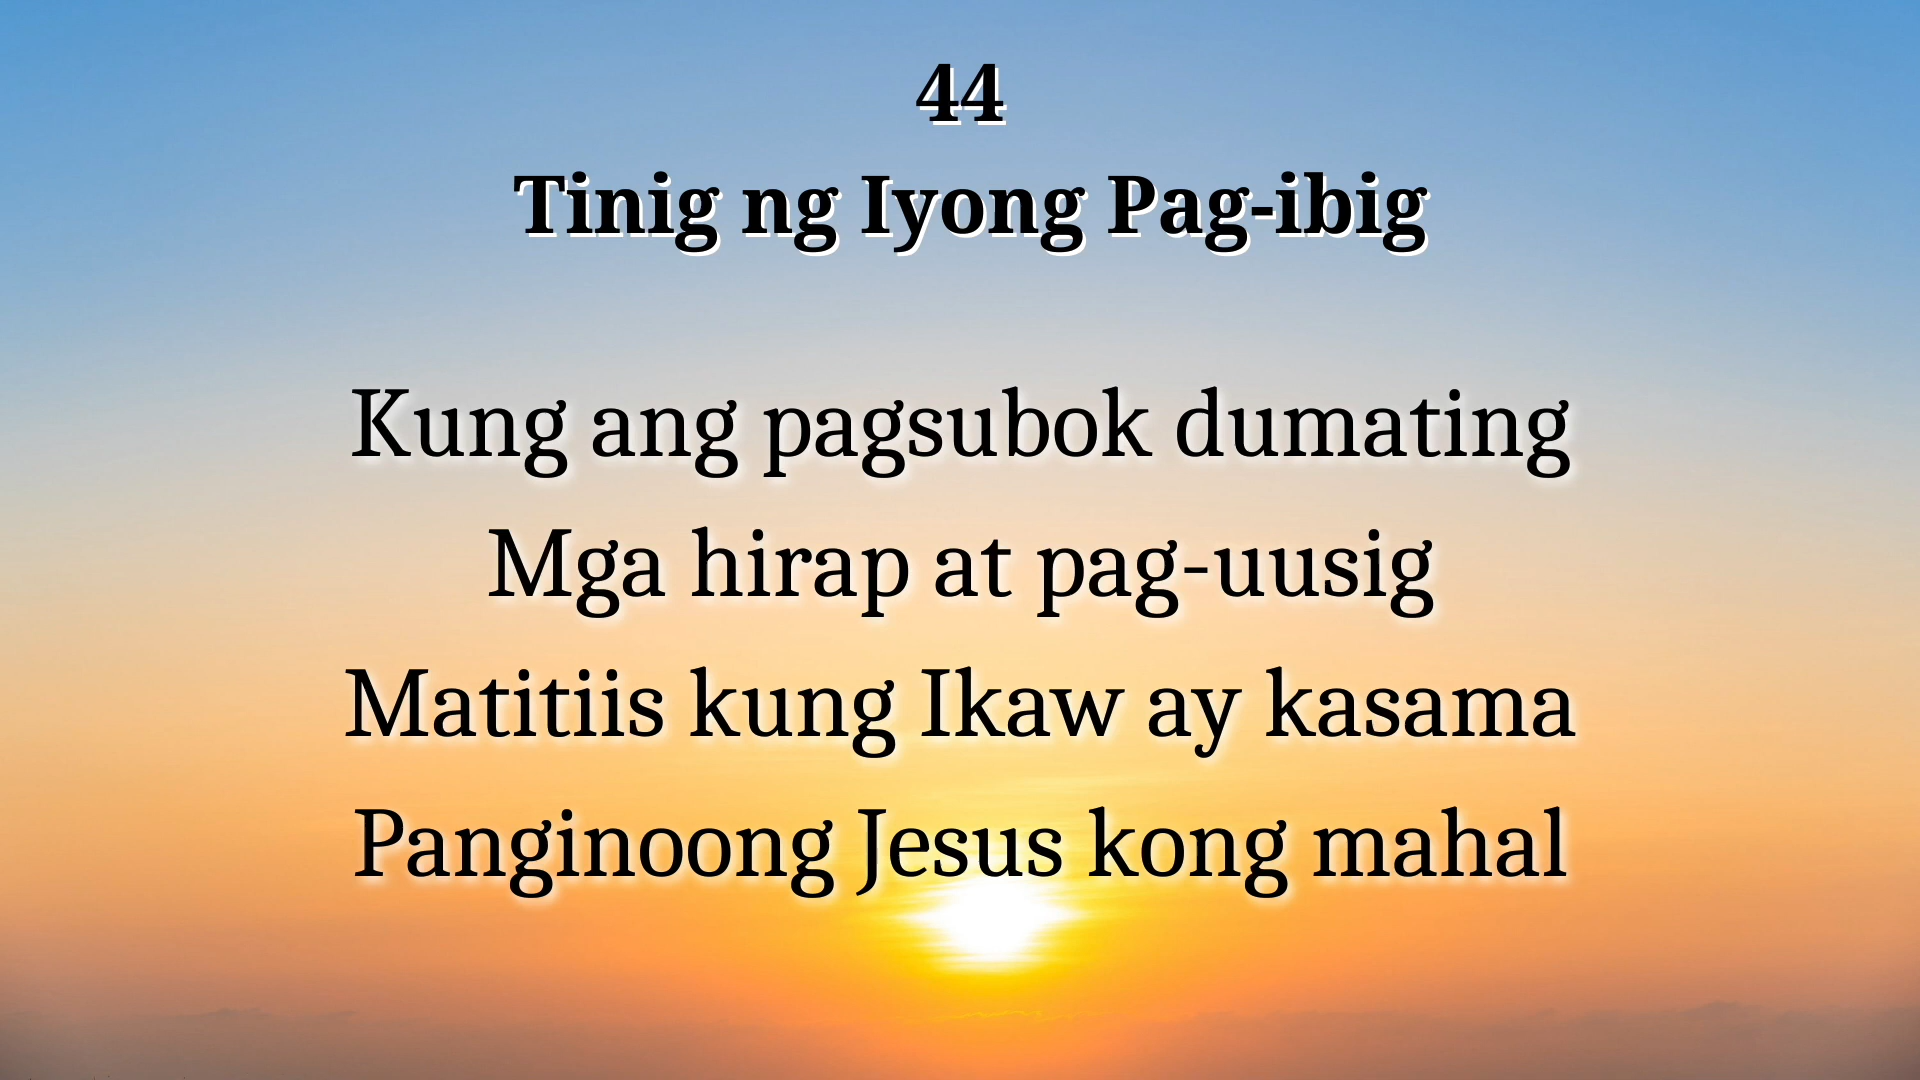 44
Tinig ng Iyong Pag-ibig
Kung ang pagsubok dumating
Mga hirap at pag-uusig
Matitiis kung Ikaw ay kasama
Panginoong Jesus kong mahal